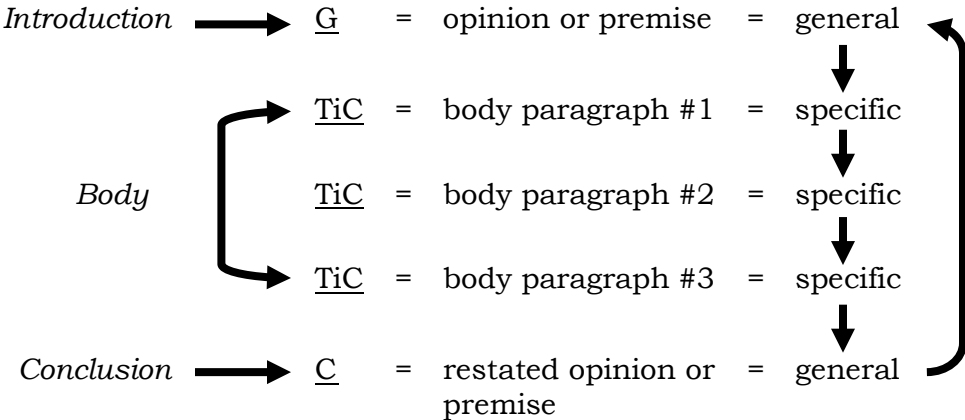 Introduction G = opinion or premise = general
TiC = body paragraph #1 = specific
Body TiC = body paragraph #2 = specific
TiC = body paragraph #3 = specific
Conclusion C = restated opinion or = general
premise